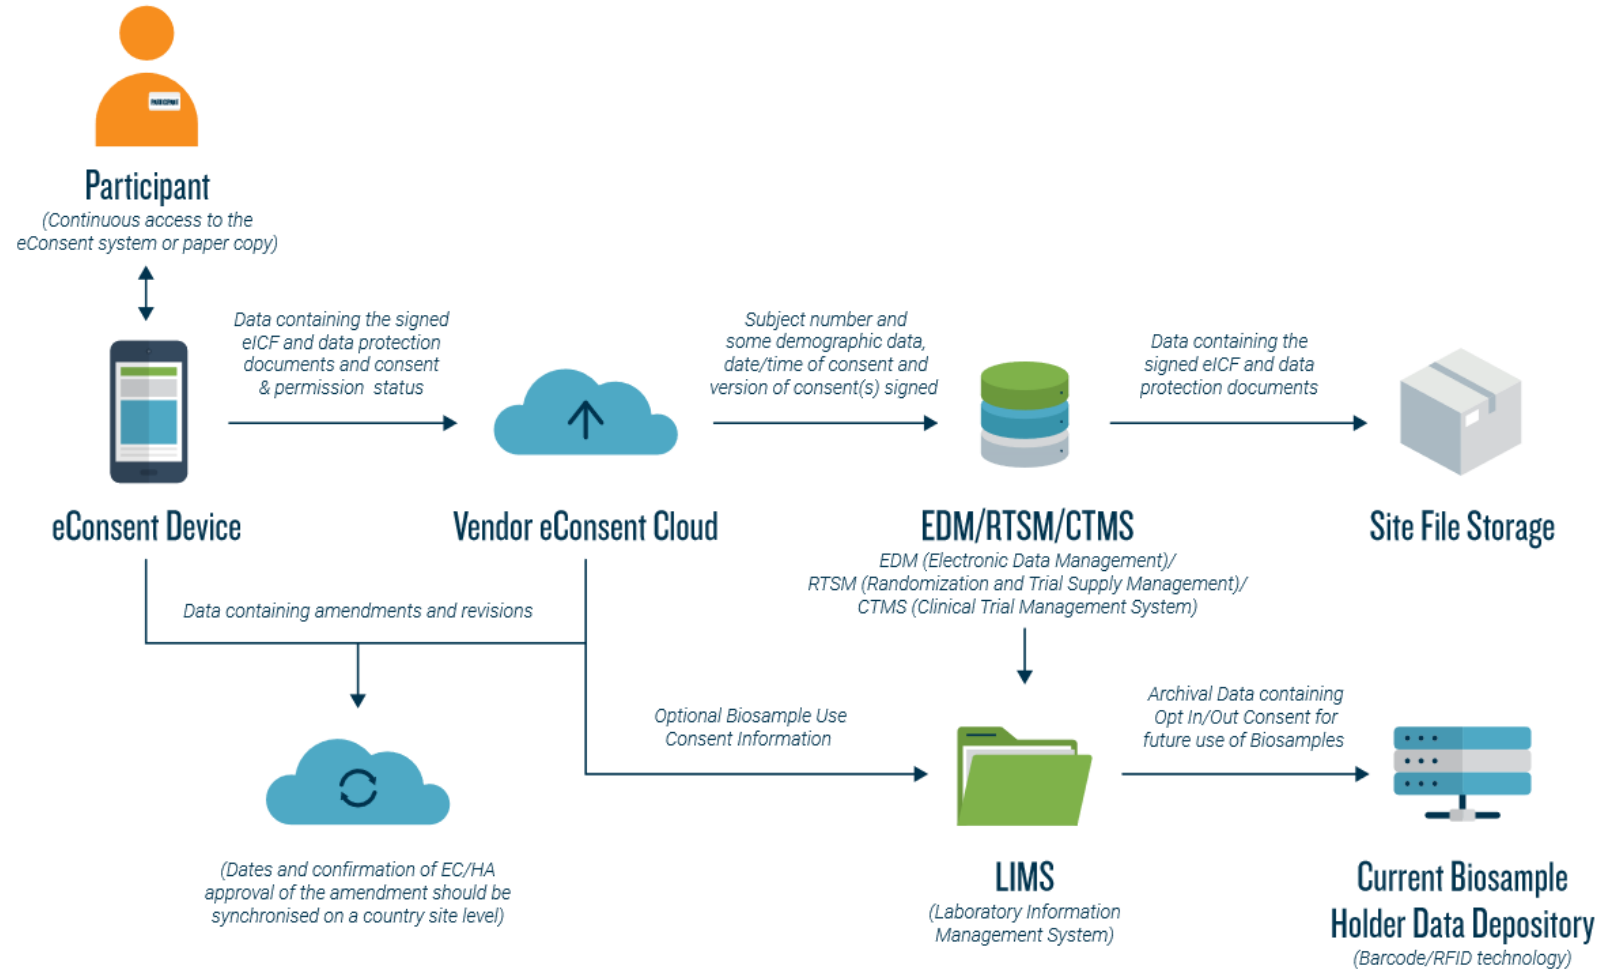 PARTICIPANT
Participant
(Continuous access to the
eConsent system or paper copy)
Data containing the signed
eICF and data protection
documents and consent
& permission status
Subject number and
some demographic data,
date/time of consent and
version of consent(s) signed
Data containing the
signed eICF and data
protection documents
eConsent Device
Vendor eConsent Cloud
EDM/RTSM/CTMS
EDM (Electronic Data Management)/
RTSM (Randomization and Trial Supply Management)/
CTMS (Clinical Trial Management System)
Site File Storage
Data containing amendments and revisions
Optional Biosample Use
Consent Information
Archival Data containing
Opt In/Out Consent for
future use of Biosamples
(Dates and confirmation of EC/HA
approval of the amendment should be
synchronised on a country site level)
LIMS
(Laboratory Information
Management System)
Current Biosample
Holder Data Depository
(Barcode/RFID technology)